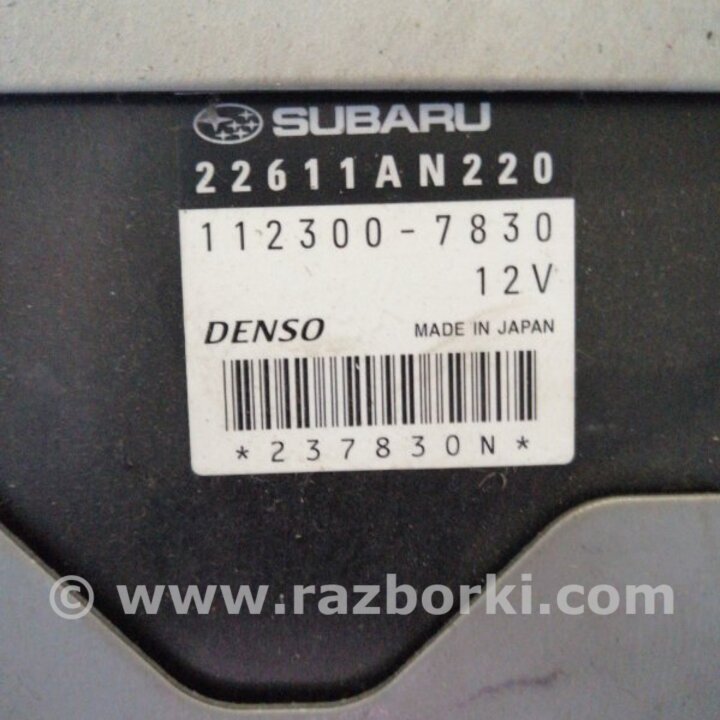 SUBARU
22611AN220
112300-7830
12V
DENSO MADE IN JAPAN
*237830N*
© www.razborki.com